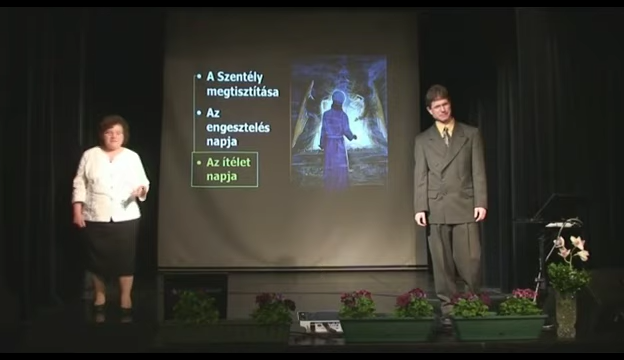 A Szentély
megtisztítása
Az
engesztelés
napja
Az ítélet
napja